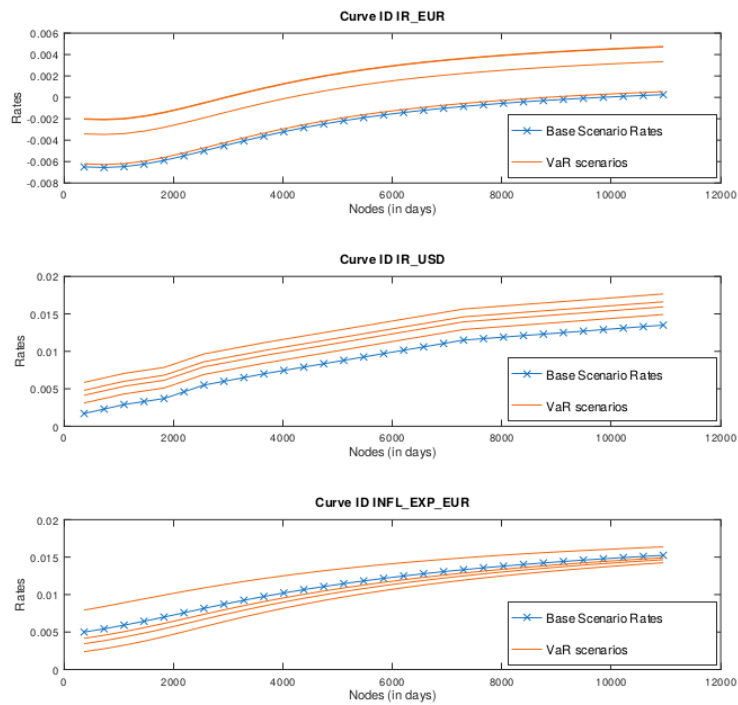 Curve ID IR_EUR
0.006
0.004
0.002
0
-0.002
-0.004
-0.006
-0.008
Rates
Base Scenario Rates
VaR scenarios
0 2000 4000 6000 8000 10000 12000
Nodes (in days)
Curve ID IR_USD
0.02
0.015
0.01
0.005
0
Rates
Base Scenario Rates
VaR scenarios
0 2000 4000 6000 8000 10000 12000
Nodes (in days)
Curve ID INFL_EXP_EUR
0.02
0.015
0.01
0.005
0
Rates
Base Scenario Rates
VaR scenarios
0 2000 4000 6000 8000 10000 12000
Nodes (in days)